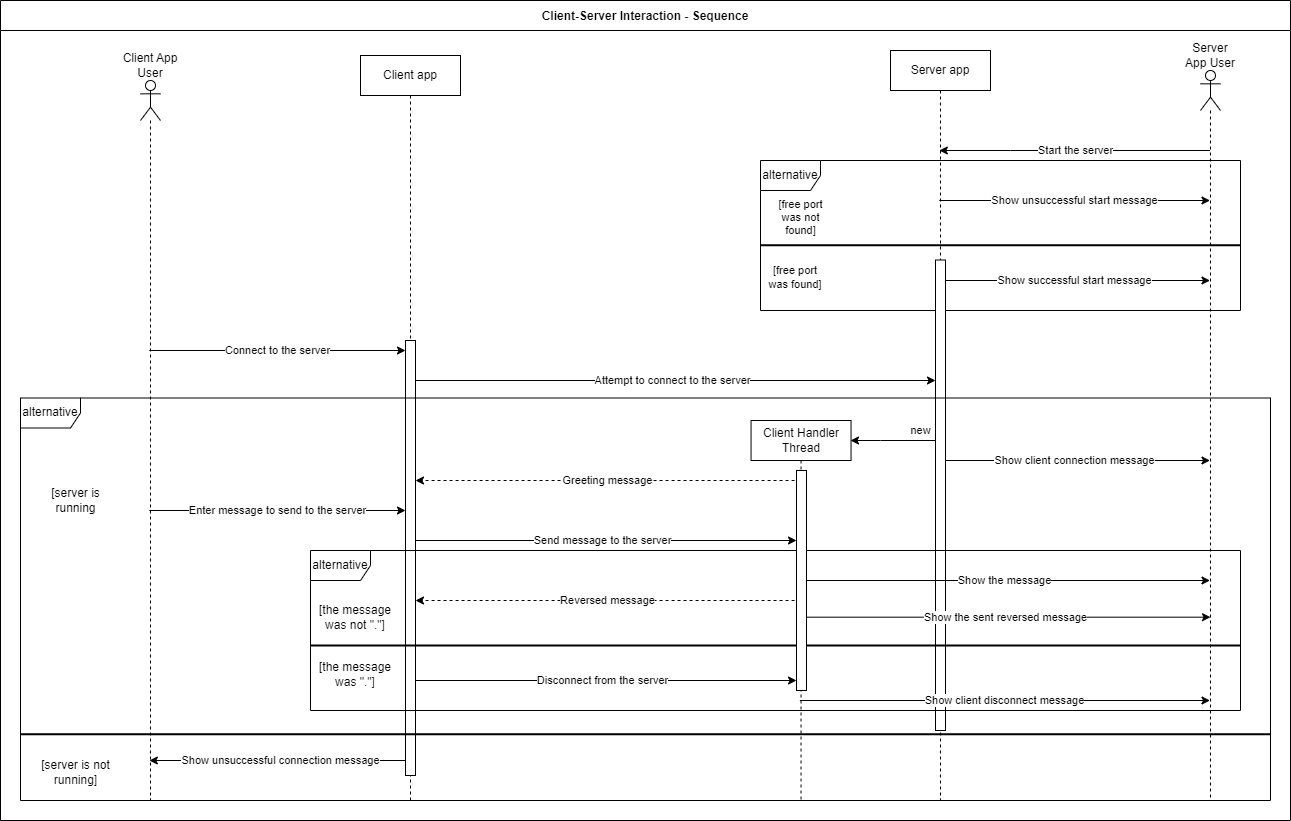 Client-Server Interaction - Sequence
Client App
User
Client app
Server app
Server
App User
Start the server
alternative
[free port
was not
found]
Show unsuccessful start message
[free port
was found]
Show successful start message
Connect to the server
Attempt to connect to the server
alternative
[server is
running
Client Handler
Thread
new
Show client connection message
Greeting message
Enter message to send to the server
Send message to the server
alternative
[the message
was not "."]
Show the message
Reversed message
Show the sent reversed message
[the message
was "."]
Disconnect from the server
Show client disconnect message
[server is not
running]
Show unsuccessful connection message